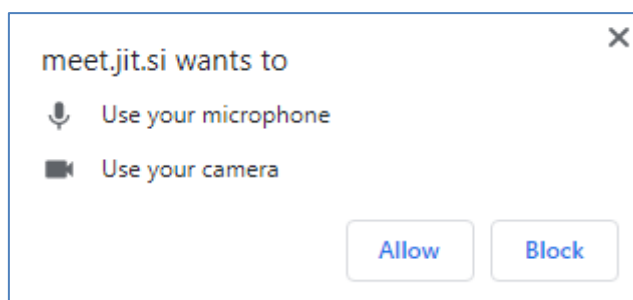 meet.jit.si wants to
Use your microphone
Use your camera
Allow Block